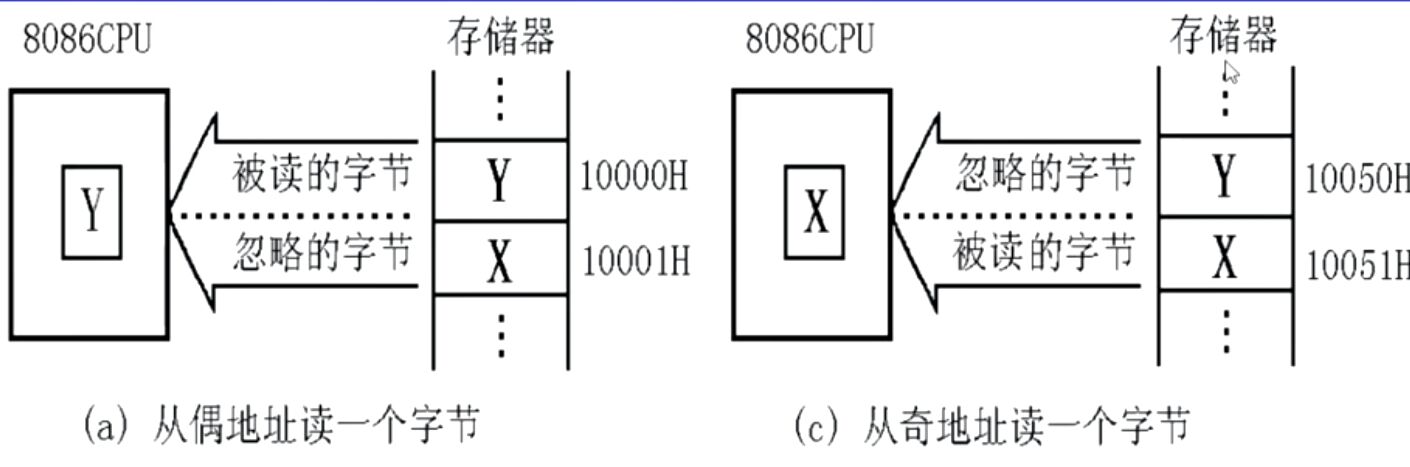 8086CPU
存储器
Y
被读的字节
忽略的字节
Y
X
10000H
10001H
(a) 从偶地址读一个字节
8086CPU
存储器
X
忽略的字节
被读的字节
Y
X
10050H
10051H
(c) 从奇地址读一个字节